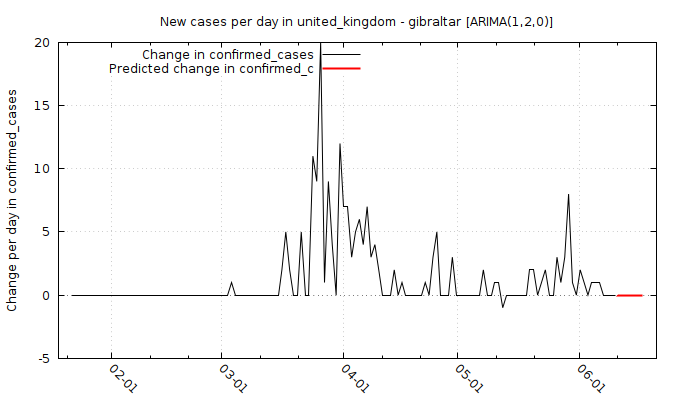 New cases per day in united_kingdom - gibraltar [ARIMA(1,2,0)]
Change in confirmed_cases
Predicted change in confirmed_c
Change per day in confirmed_cases
20
15
10
5
0
-5
02-01
03-01
04-01
05-01
06-01